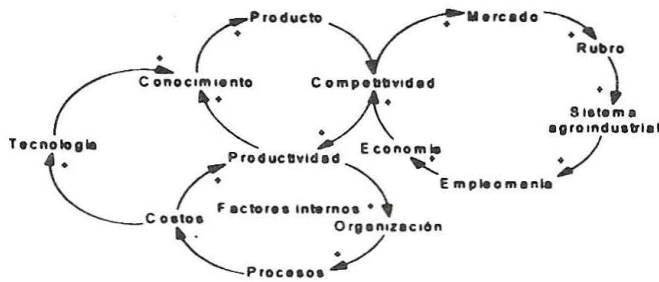 Producto
Mercado
Rubro
Conocimiento
Competitividad
Sistema
agroindustrial
Tecnología
Productividad
Economía
Empleomanía
Costos
Factores internos
Organización
Procesos